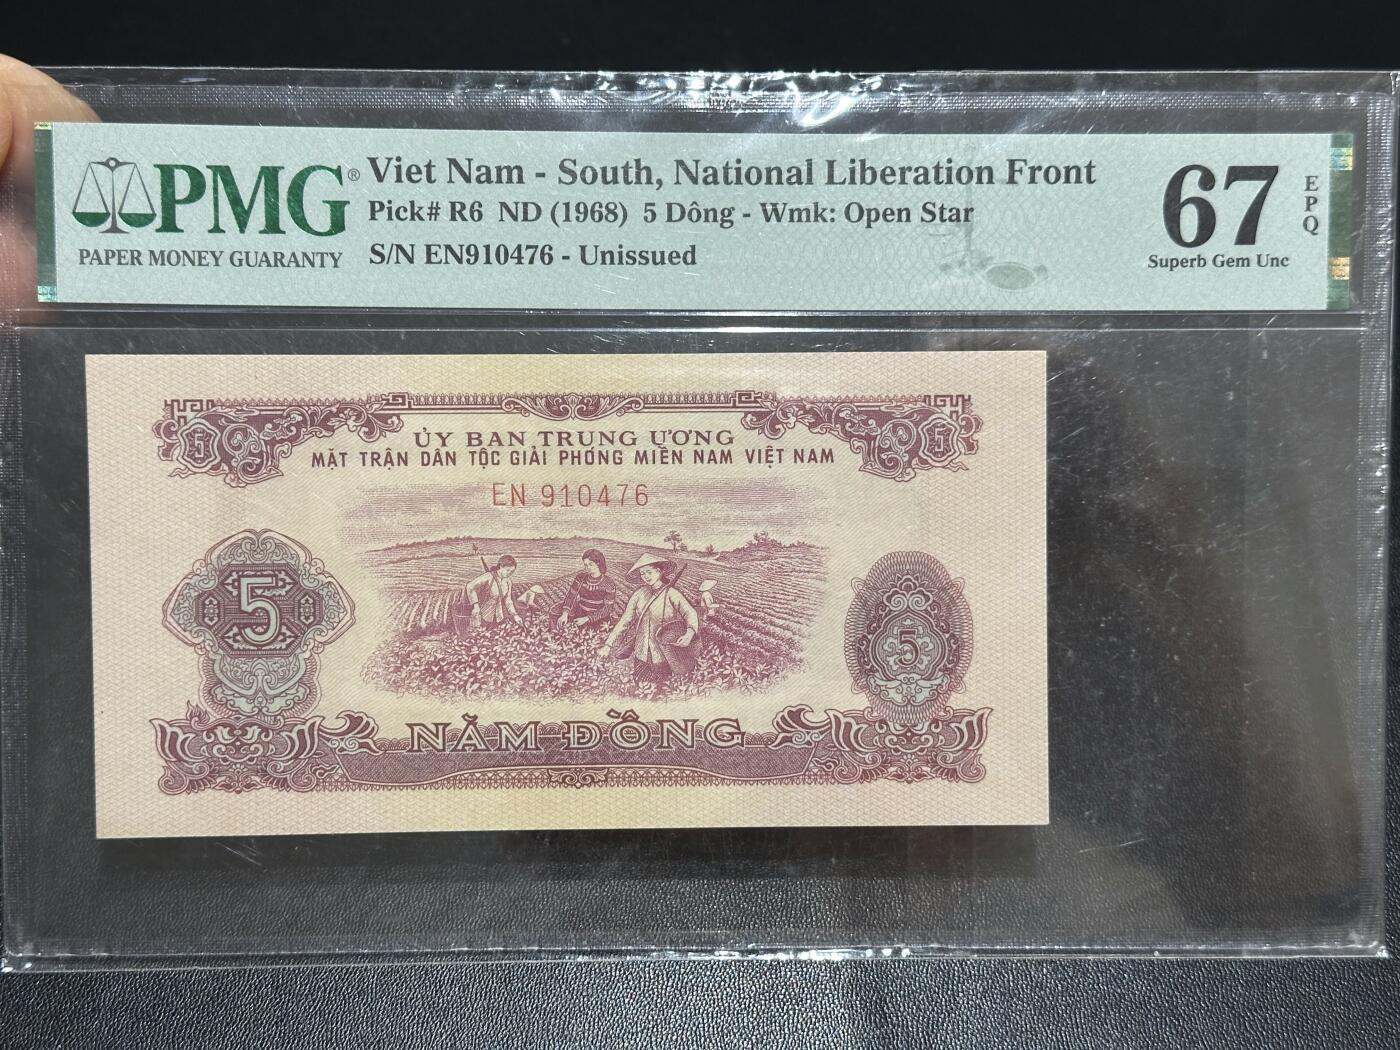 PMG®
PAPER MONEY GUARANTY
Viet Nam - South, National Liberation Front
Pick# R6 ND (1968) 5 Dông - Wmk: Open Star
S/N EN910476 - Unissued
67
EPQ
Superb Gem Unc
5 5
ỦY BAN TRUNG ƯƠNG
MẶT TRẬN DÂN TỘC GIẢI PHÓNG MIỀN NAM VIỆT NAM
EN 910476
5
5
NĂM ĐỒNG